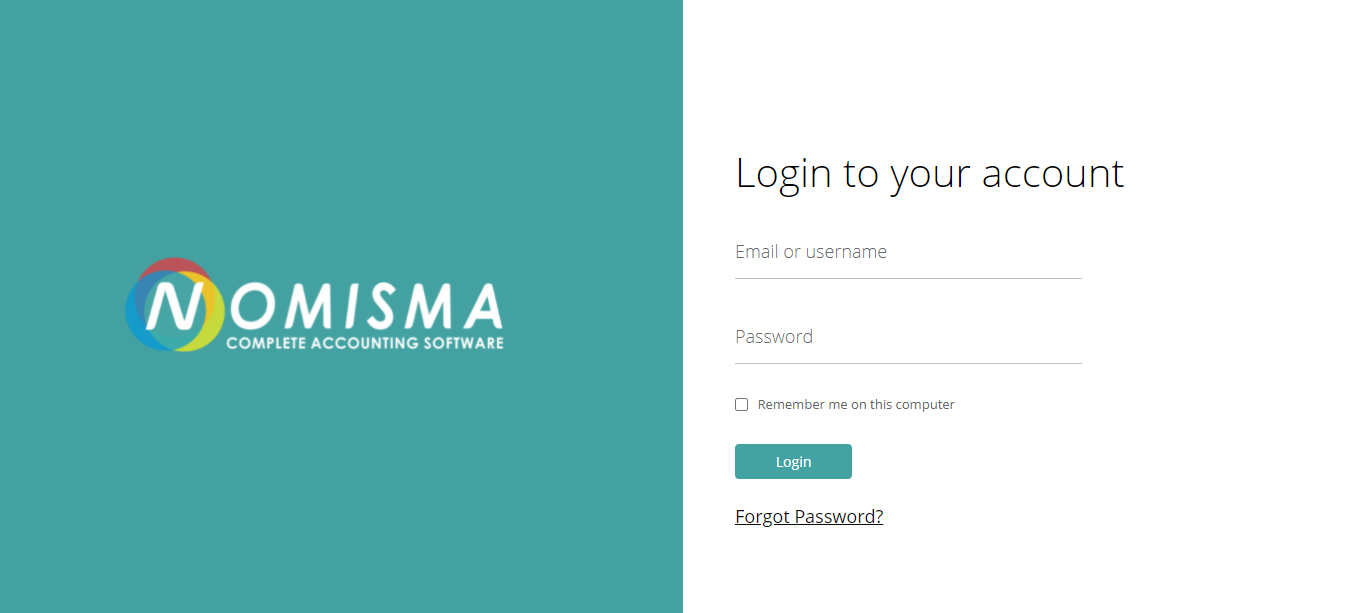 NOMISMA
COMPLETE ACCOUNTING SOFTWARE
Login to your account
Email or username
Password
Remember me on this computer
Login
Forgot Password?